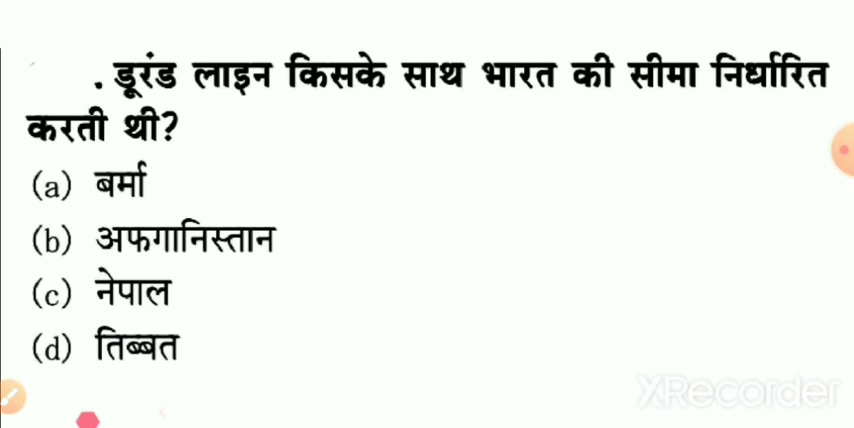 . डूरंड लाइन किसके साथ भारत की सीमा निर्धारित
करती थी?
(a) बर्मा
(b) अफगानिस्तान
(c) नेपाल
(d) तिब्बत
XRecorder